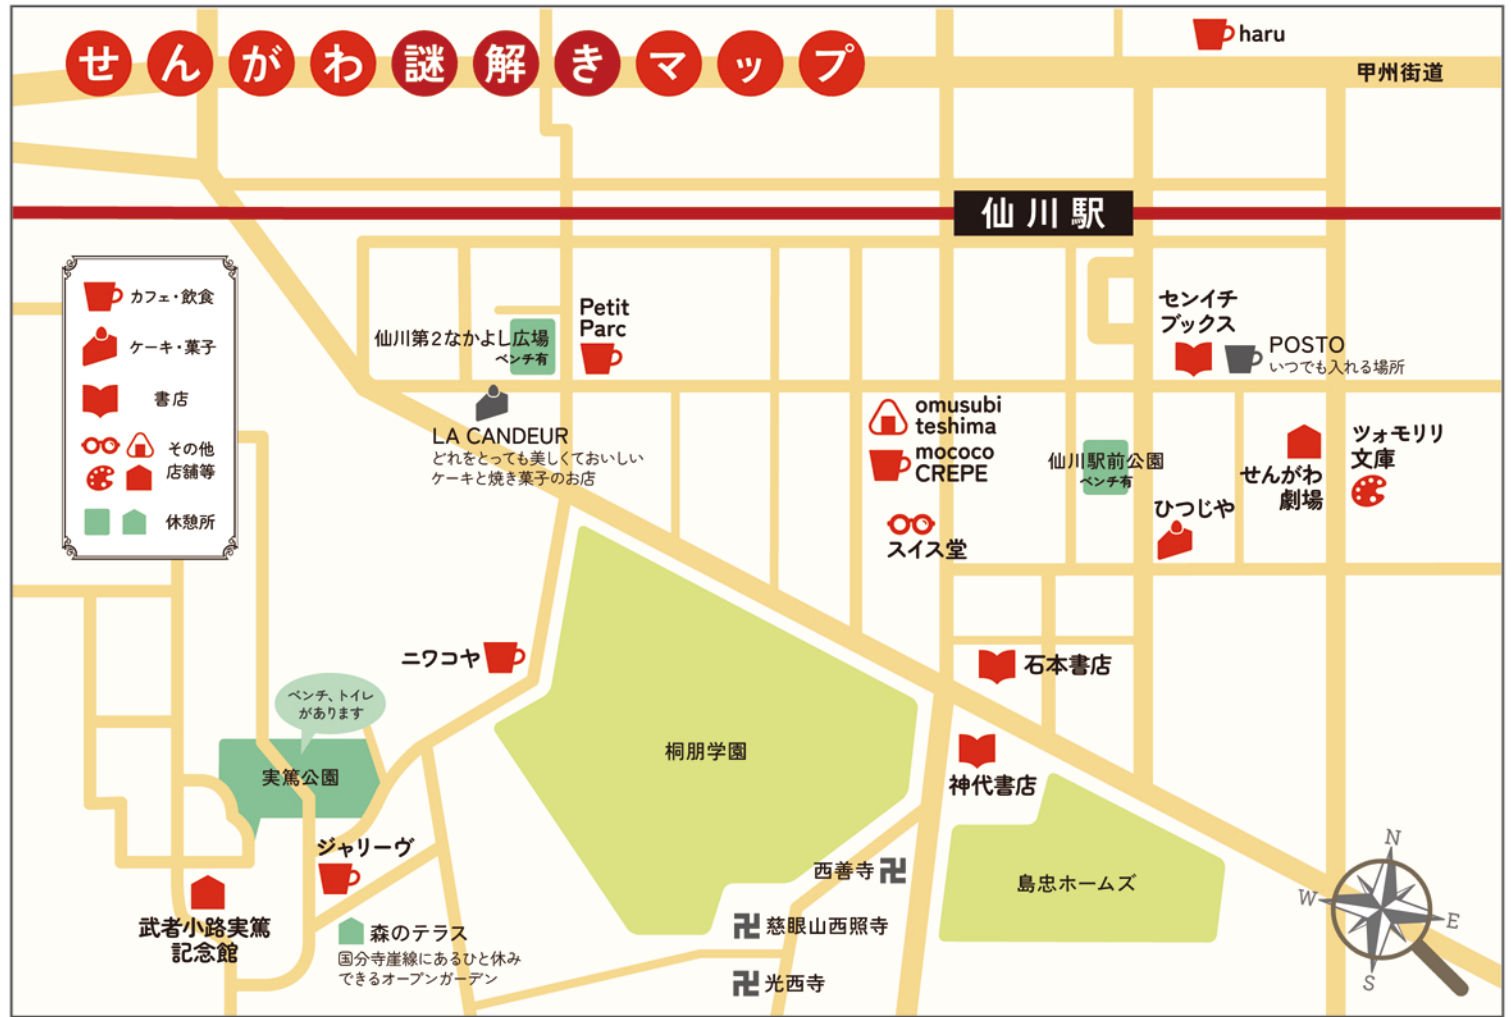 せんがわ謎解きマップ
haru
甲州街道
仙川駅
カフェ・飲食
ケーキ・菓子
書店
その他
店舗等
休憩所
仙川第2なかよし広場
ベンチ有
Petit
Parc
センイチ
ブックス
POSTO
いつでも入れる場所
LA CANDEUR
どれをとっても美しくておいしい
ケーキと焼き菓子のお店
omusubi
teshima
mococo
CREPE
スイス堂
仙川駅前公園
ベンチ有
ひつじや
せんがわ
劇場
ツォモリリ
文庫
ニワコヤ
石本書店
ベンチ、トイレ
があります
実篤公園
桐朋学園
神代書店
ジャリーヴ
西善寺
島忠ホームズ
武者小路実篤
記念館
森のテラス
国分寺崖線にあるひと休み
できるオープンガーデン
慈眼山西照寺
光西寺
N
W
E
S